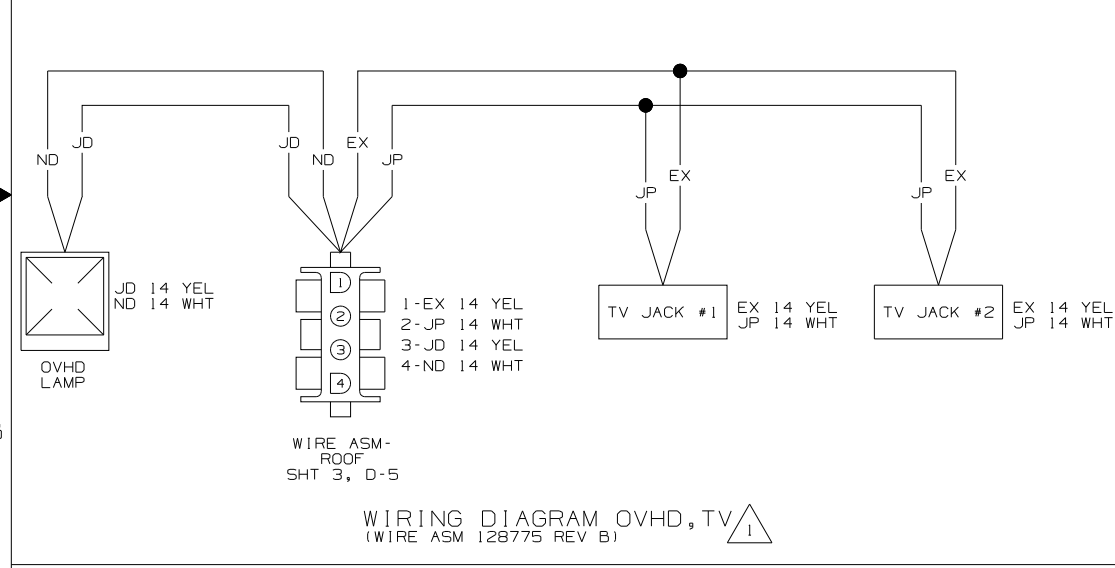 EX
JD
JD
EX
ND
ND
JP
EX
EX
JP
JP
1
2
3
4
JD 14 YEL
ND 14 WHT
OVHD
LAMP
1-EX 14 YEL
2-JP 14 WHT
3-JD 14 YEL
4-ND 14 WHT
TV JACK #1
EX 14 YEL
JP 14 WHT
TV JACK #2
EX 14 YEL
JP 14 WHT
WIRE ASM-
ROOF
SHT 3, D-5
WIRING DIAGRAM OVHD,TV
1
(WIRE ASM 128775 REV B)